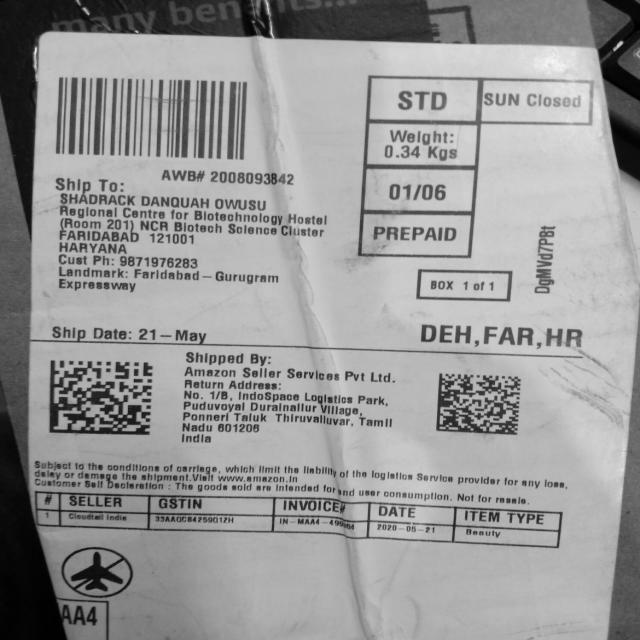 many benefits...
STD
SUN Closed
Weight:
0.34 Kgs
01/06
PREPAID
AWB# 2008093842
Ship To:
SHADRACK DANQUAH OWUSU
Regional Centre for Biotechnology Hostel
(Room 201) NCR Biotech Science Cluster
FARIDABAD 121001
HARYANA
Cust Ph: 9871976283
Landmark: Faridabad-Gurugram
Expressway
BOX 1 of 1
DgMVd7PBt
Ship Date: 21-May
DEH,FAR,HR
Shipped By:
Amazon Seller Services Pvt Ltd.
Return Address:
No. 1/B, IndoSpace Logistics Park,
Puduvoyal Durainallur Village,
Ponneri Taluk Thiruvalluvar, Tamil
Nadu 601206
India
Subject to the conditions of carriage, which limit the liability of the logistics Service provider for any loss,
delay or damage the shipment.Visit www.amazon.in
Customer Self Declaration : The goods sold are intended for end user consumption. Not for resale.
# SELLER GSTIN INVOICE# DATE ITEM TYPE
1 Cloudtail India 2020-05-21 Beauty
AA4